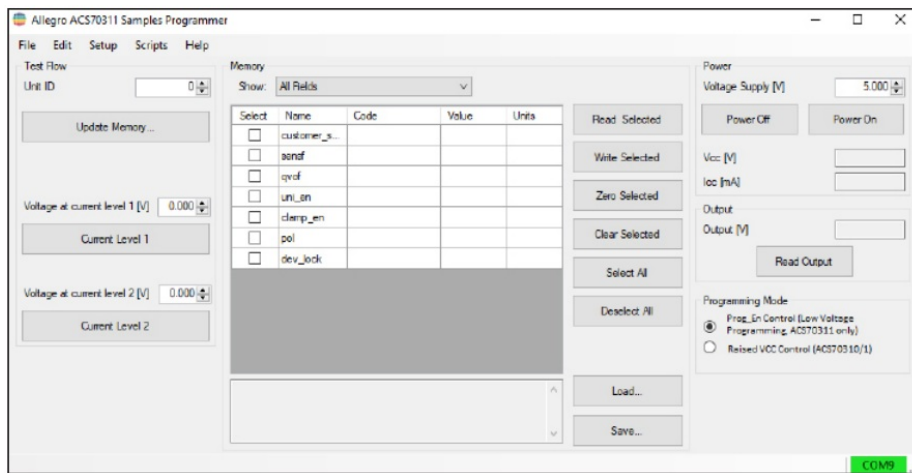 Allegro ACS70311 Samples Programmer
File Edit Setup Scripts Help
Test Flow
Unit ID 0
Update Memory ...
Voltage at current level 1 [V] 0.000
Current Level 1
Voltage at current level 2 [V] 0.000
Current Level 2
Memory
Show: All Fields
Select Name Code Value Units
customer_s...
sensf
qvof
uni_en
clamp_en
pol
dev_lock
Read Selected
Write Selected
Zero Selected
Clear Selected
Select All
Deselect All
Load...
Save...
Power
Voltage Supply [V] 5.000
Power Off Power On
Vcc [V]
Icc [mA]
Output
Output [V]
Read Output
Programming Mode
Prog_En Control (Low Voltage
Programming, ACS70311 only)
Raised VCC Control (ACS70310/1)
COM9